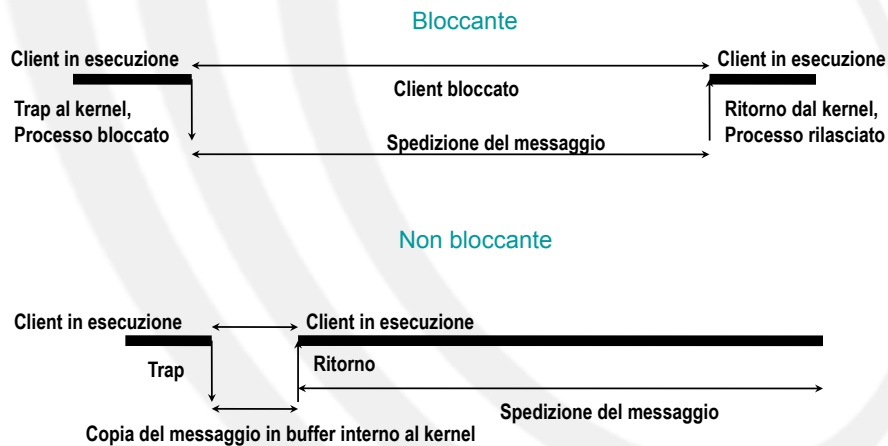 Bloccante
Client in esecuzione
Client in esecuzione
Client bloccato
Trap al kernel,
Processo bloccato
Ritorno dal kernel,
Processo rilasciato
Spedizione del messaggio
Non bloccante
Client in esecuzione
Client in esecuzione
Trap
Ritorno
Spedizione del messaggio
Copia del messaggio in buffer interno al kernel